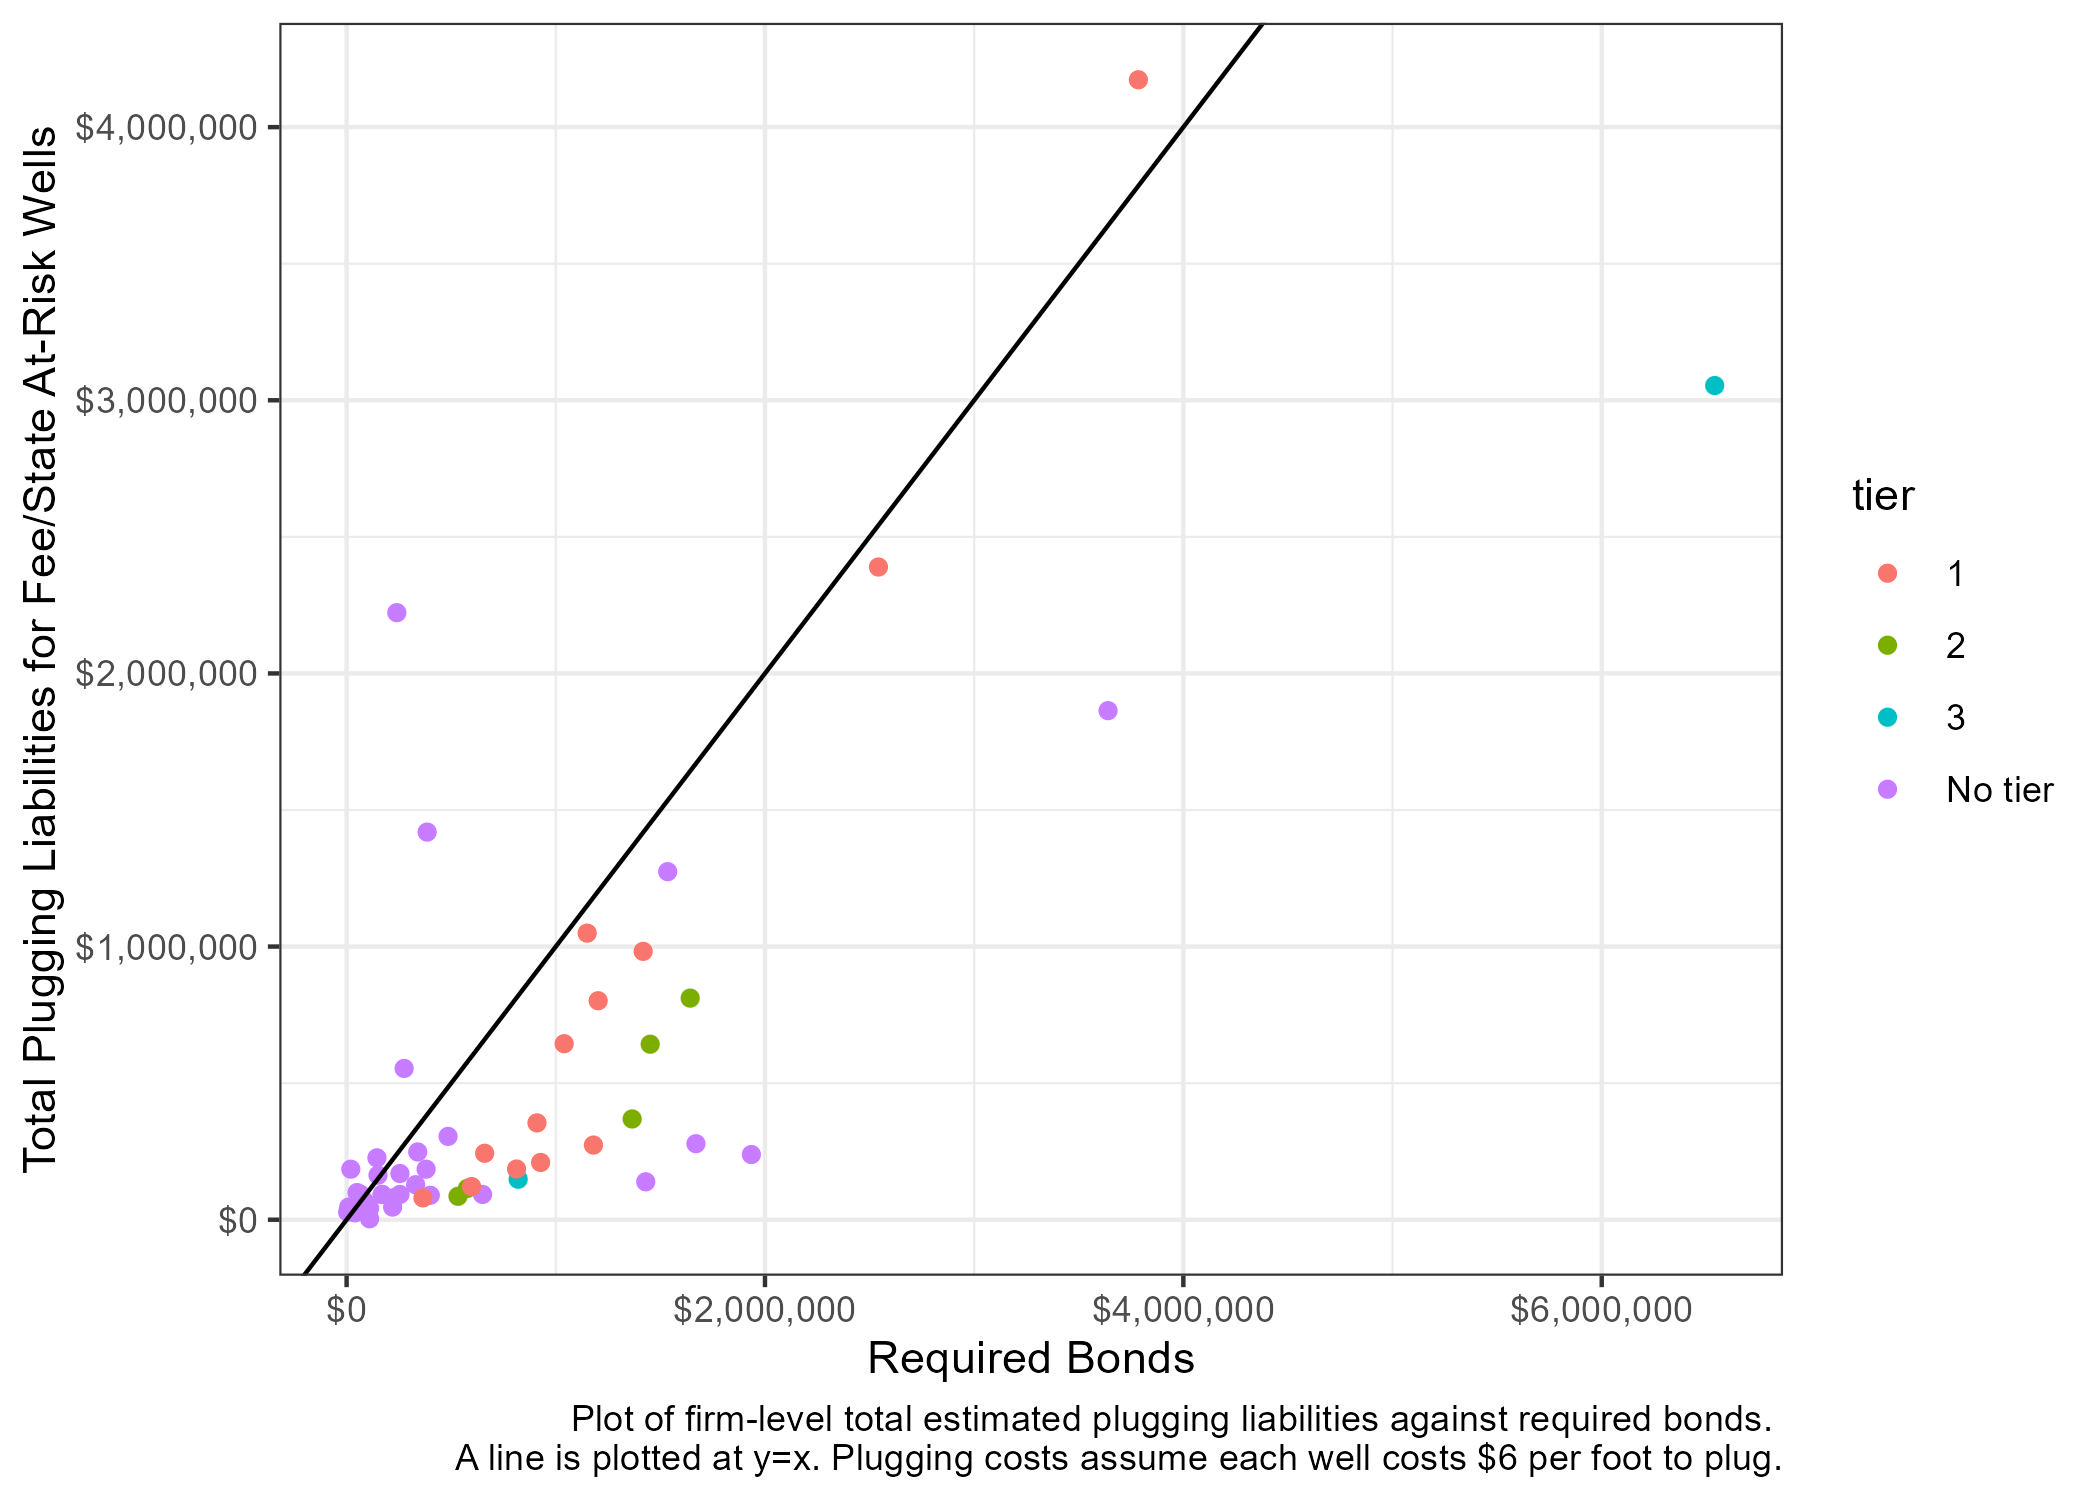 Total Plugging Liabilities for Fee/State At-Risk Wells
$4,000,000
$3,000,000
$2,000,000
$1,000,000
$0
$0
$2,000,000
$4,000,000
$6,000,000
Required Bonds
tier
1
2
3
No tier
Plot of firm-level total estimated plugging liabilities against required bonds.
A line is plotted at y=x. Plugging costs assume each well costs $6 per foot to plug.